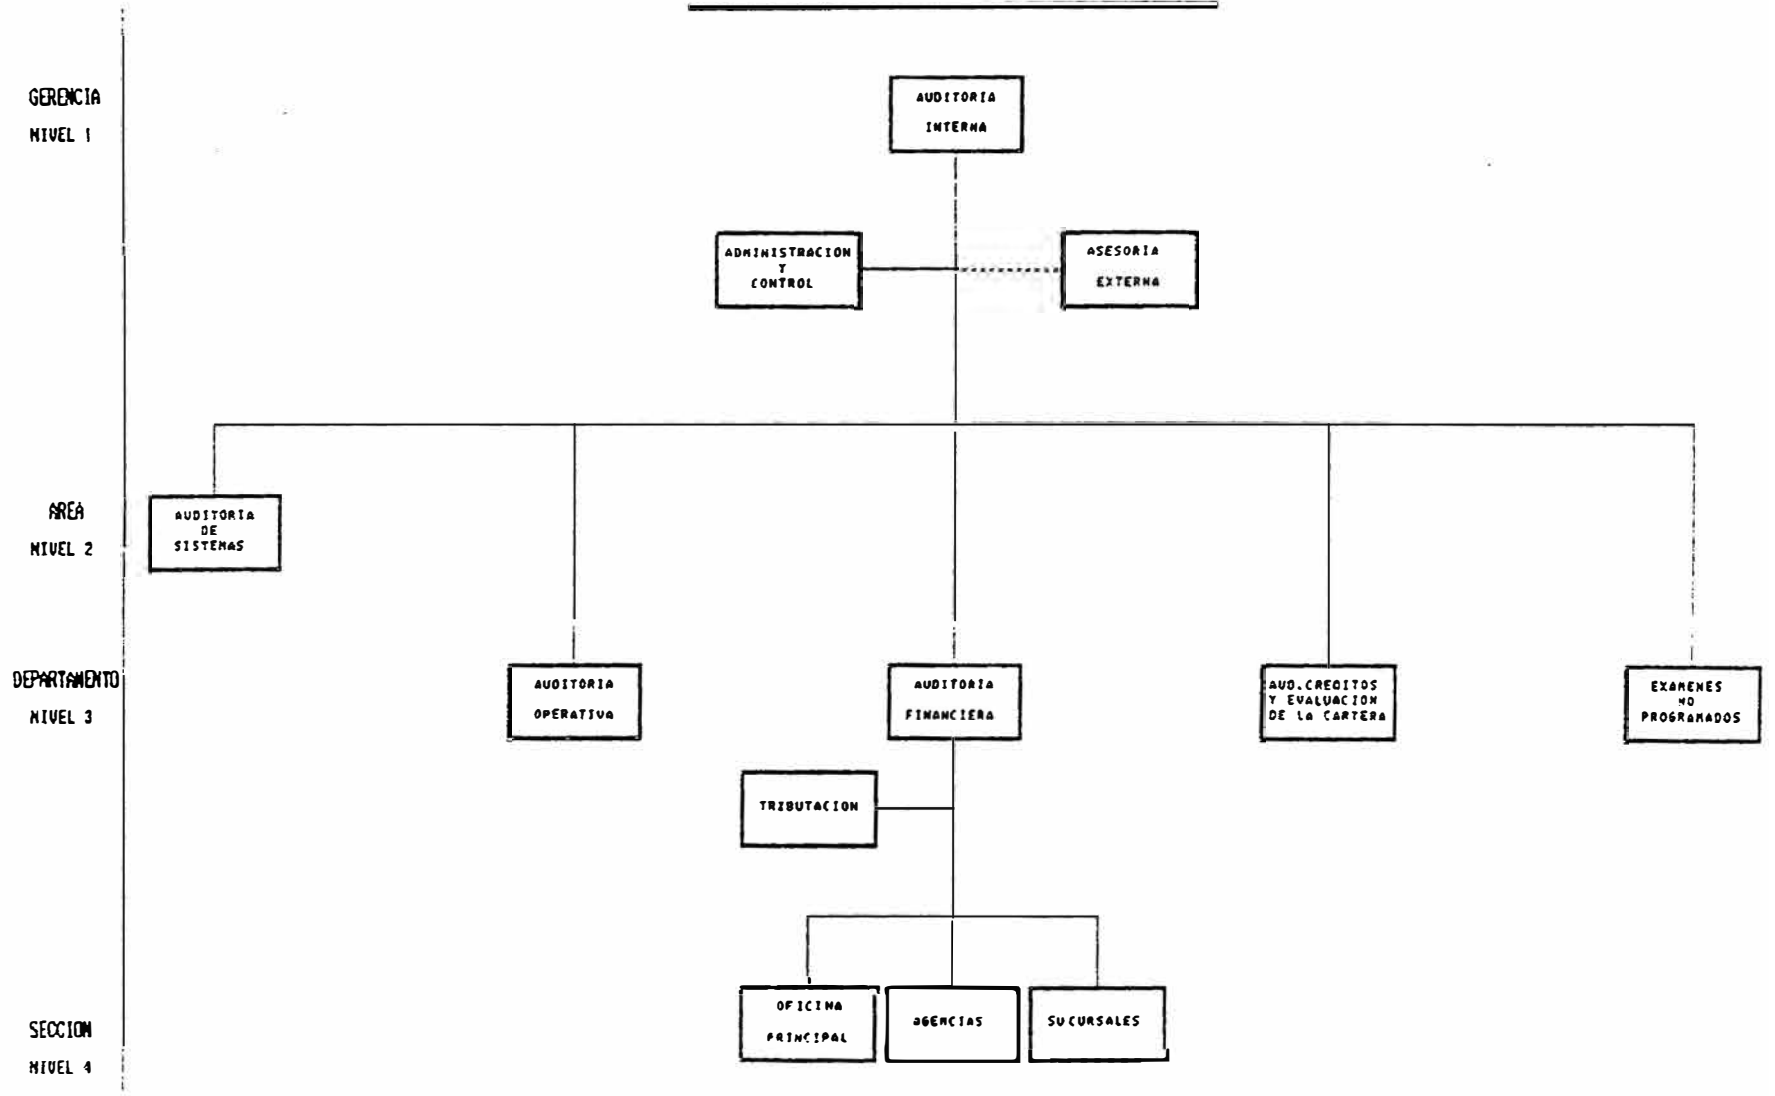 GERENCIA
NIVEL 1
AUDITORIA
INTERNA
ADMINISTRACION
Y
CONTROL
ASESORIA
EXTERNA
AREA
NIVEL 2
AUDITORIA
DE
SISTEMAS
DEPARTAMENTO
NIVEL 3
AUDITORIA
OPERATIVA
AUDITORIA
FINANCIERA
AUD.CREDITOS
Y EVALUACION
DE LA CARTERA
EXAMENES
NO
PROGRAMADOS
TRIBUTACION
SECCION
NIVEL 4
OFICINA
PRINCIPAL
AGENCIAS
SUCURSALES